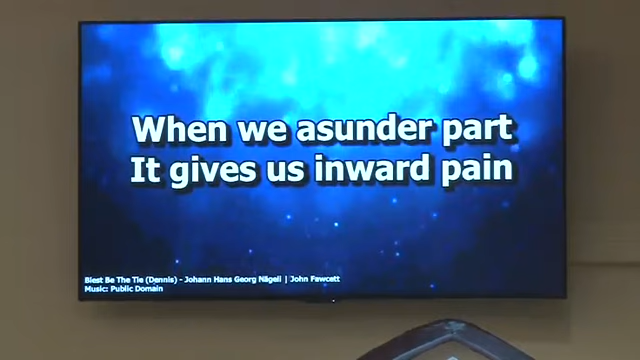 When we asunder part
It gives us inward pain
Blest Be The Tie (Dennis) - Johann Hans Georg Nägeli | John Fawcett
Music: Public Domain